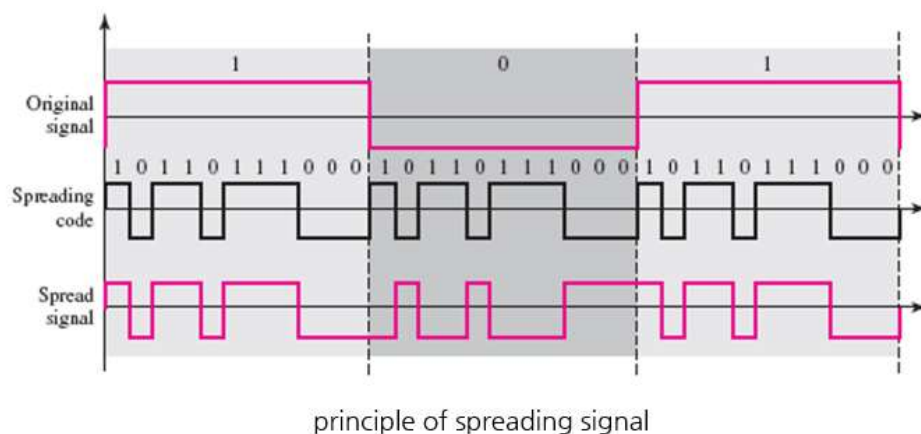 1 0 1
Original
signal
1 0 1 1 0 1 1 1 0 0 0 1 0 1 1 0 1 1 1 0 0 0 1 0 1 1 0 1 1 1 0 0 0
Spreading
code
Spread
signal
principle of spreading signal